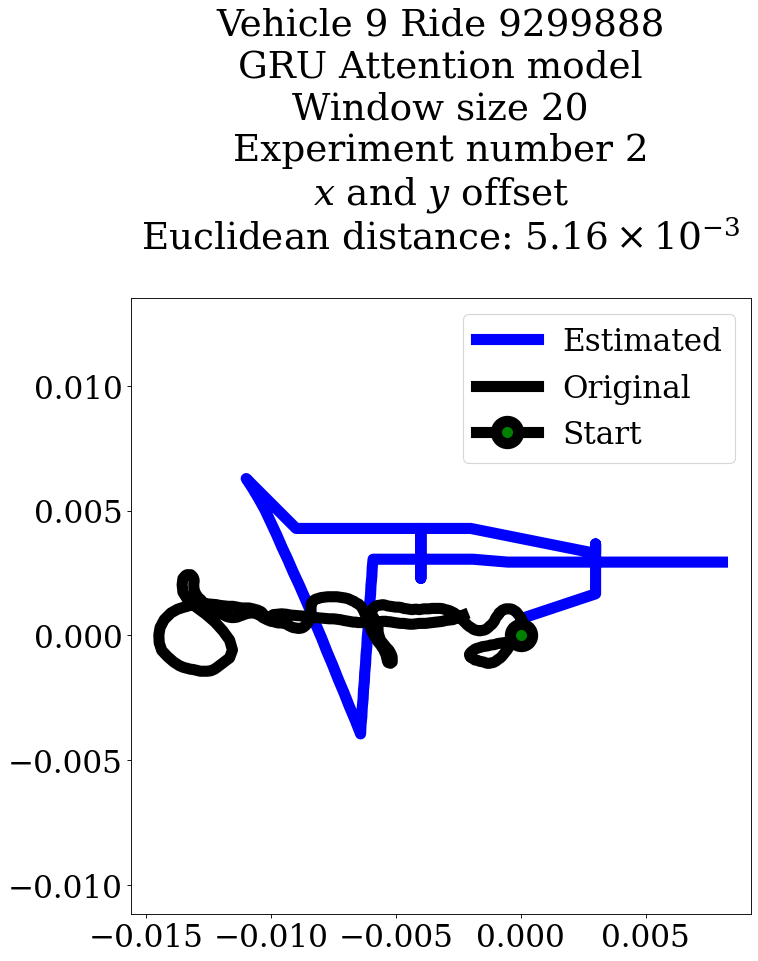 Vehicle 9 Ride 9299888
GRU Attention model
Window size 20
Experiment number 2
x and y offset
Euclidean distance: 5.16 × 10⁻³
Estimated
Original
Start
0.010
0.005
0.000
−0.005
−0.010
−0.015 −0.010 −0.005 0.000 0.005